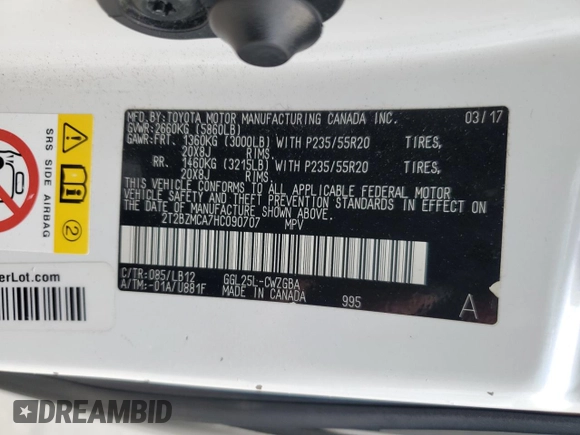 MFD.BY:TOYOTA MOTOR MANUFACTURING CANADA INC. 03/17
GVWR:2660KG (5860LB)
GAWR:FRT. 1360KG (3000LB) WITH P235/55R20 TIRES,
20X8J RIMS.
RR. 1460KG (3215LB) WITH P235/55R20 TIRES,
20X8J RIMS.
THIS VEHICLE CONFORMS TO ALL APPLICABLE FEDERAL MOTOR
VEHICLE SAFETY AND THEFT PREVENTION STANDARDS IN EFFECT ON
THE DATE OF MANUFACTURE SHOWN ABOVE.
2T2BZMCA7HC090707 MPV
C/TR:085/LB12 GGL25L-CWZGBA
A/TM:-01A/U881F MADE IN CANADA 995 A
SRS SIDE AIRBAG
2
erLot.com
DREAMBID